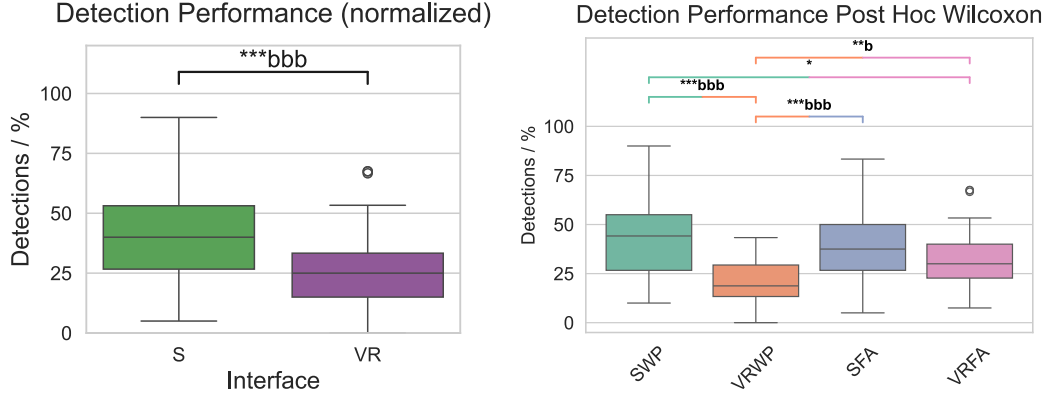 Detection Performance (normalized)
***bbb
100
75
50
25
0
Detections / %
S
VR
Interface
Detection Performance Post Hoc Wilcoxon
**b
*
***bbb
***bbb
100
75
50
25
0
Detections / %
SWP
VRWP
SFA
VRFA